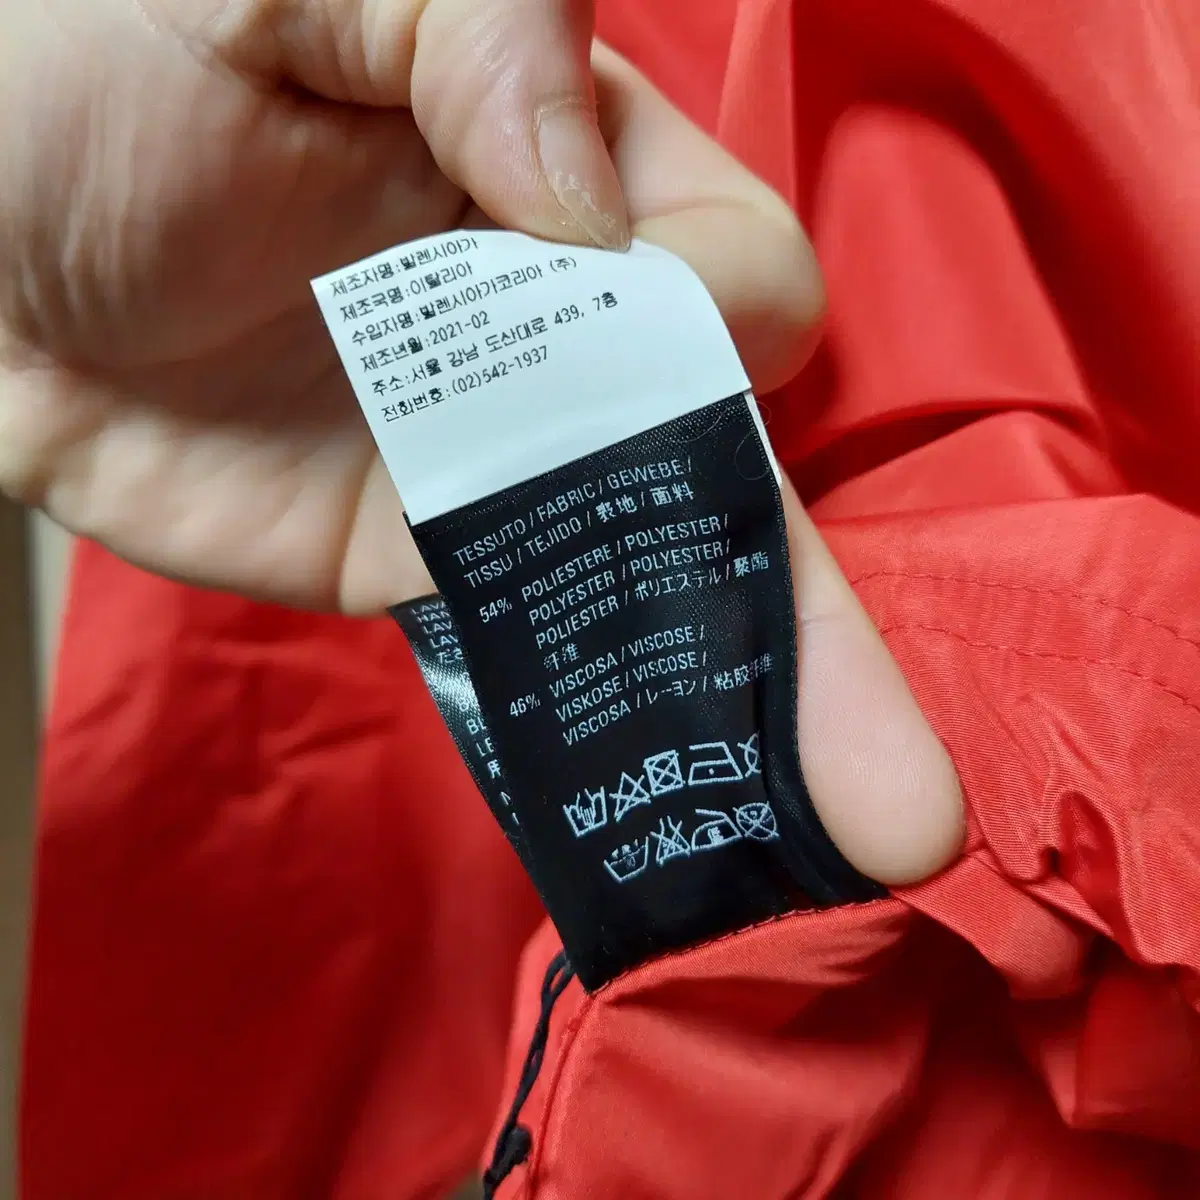 제조자명:발렌시아가
제조국명:이탈리아
수입자명:발렌시아가코리아 (주)
제조년월:2021-02
주소:서울 강남 도산대로 439, 7층
전화번호:(02)542-1937
TESSUTO / FABRIC / GEWEBE /
TISSU / TEJIDO / 表地 / 面料
54% POLIESTERE / POLYESTER /
POLYESTER / POLYESTER /
POLIESTER / ポリエステル / 聚酯
纤维
46% VISCOSA / VISCOSE /
VISKOSE / VISCOSE /
VISCOSA / レーヨン / 粘胶纤维